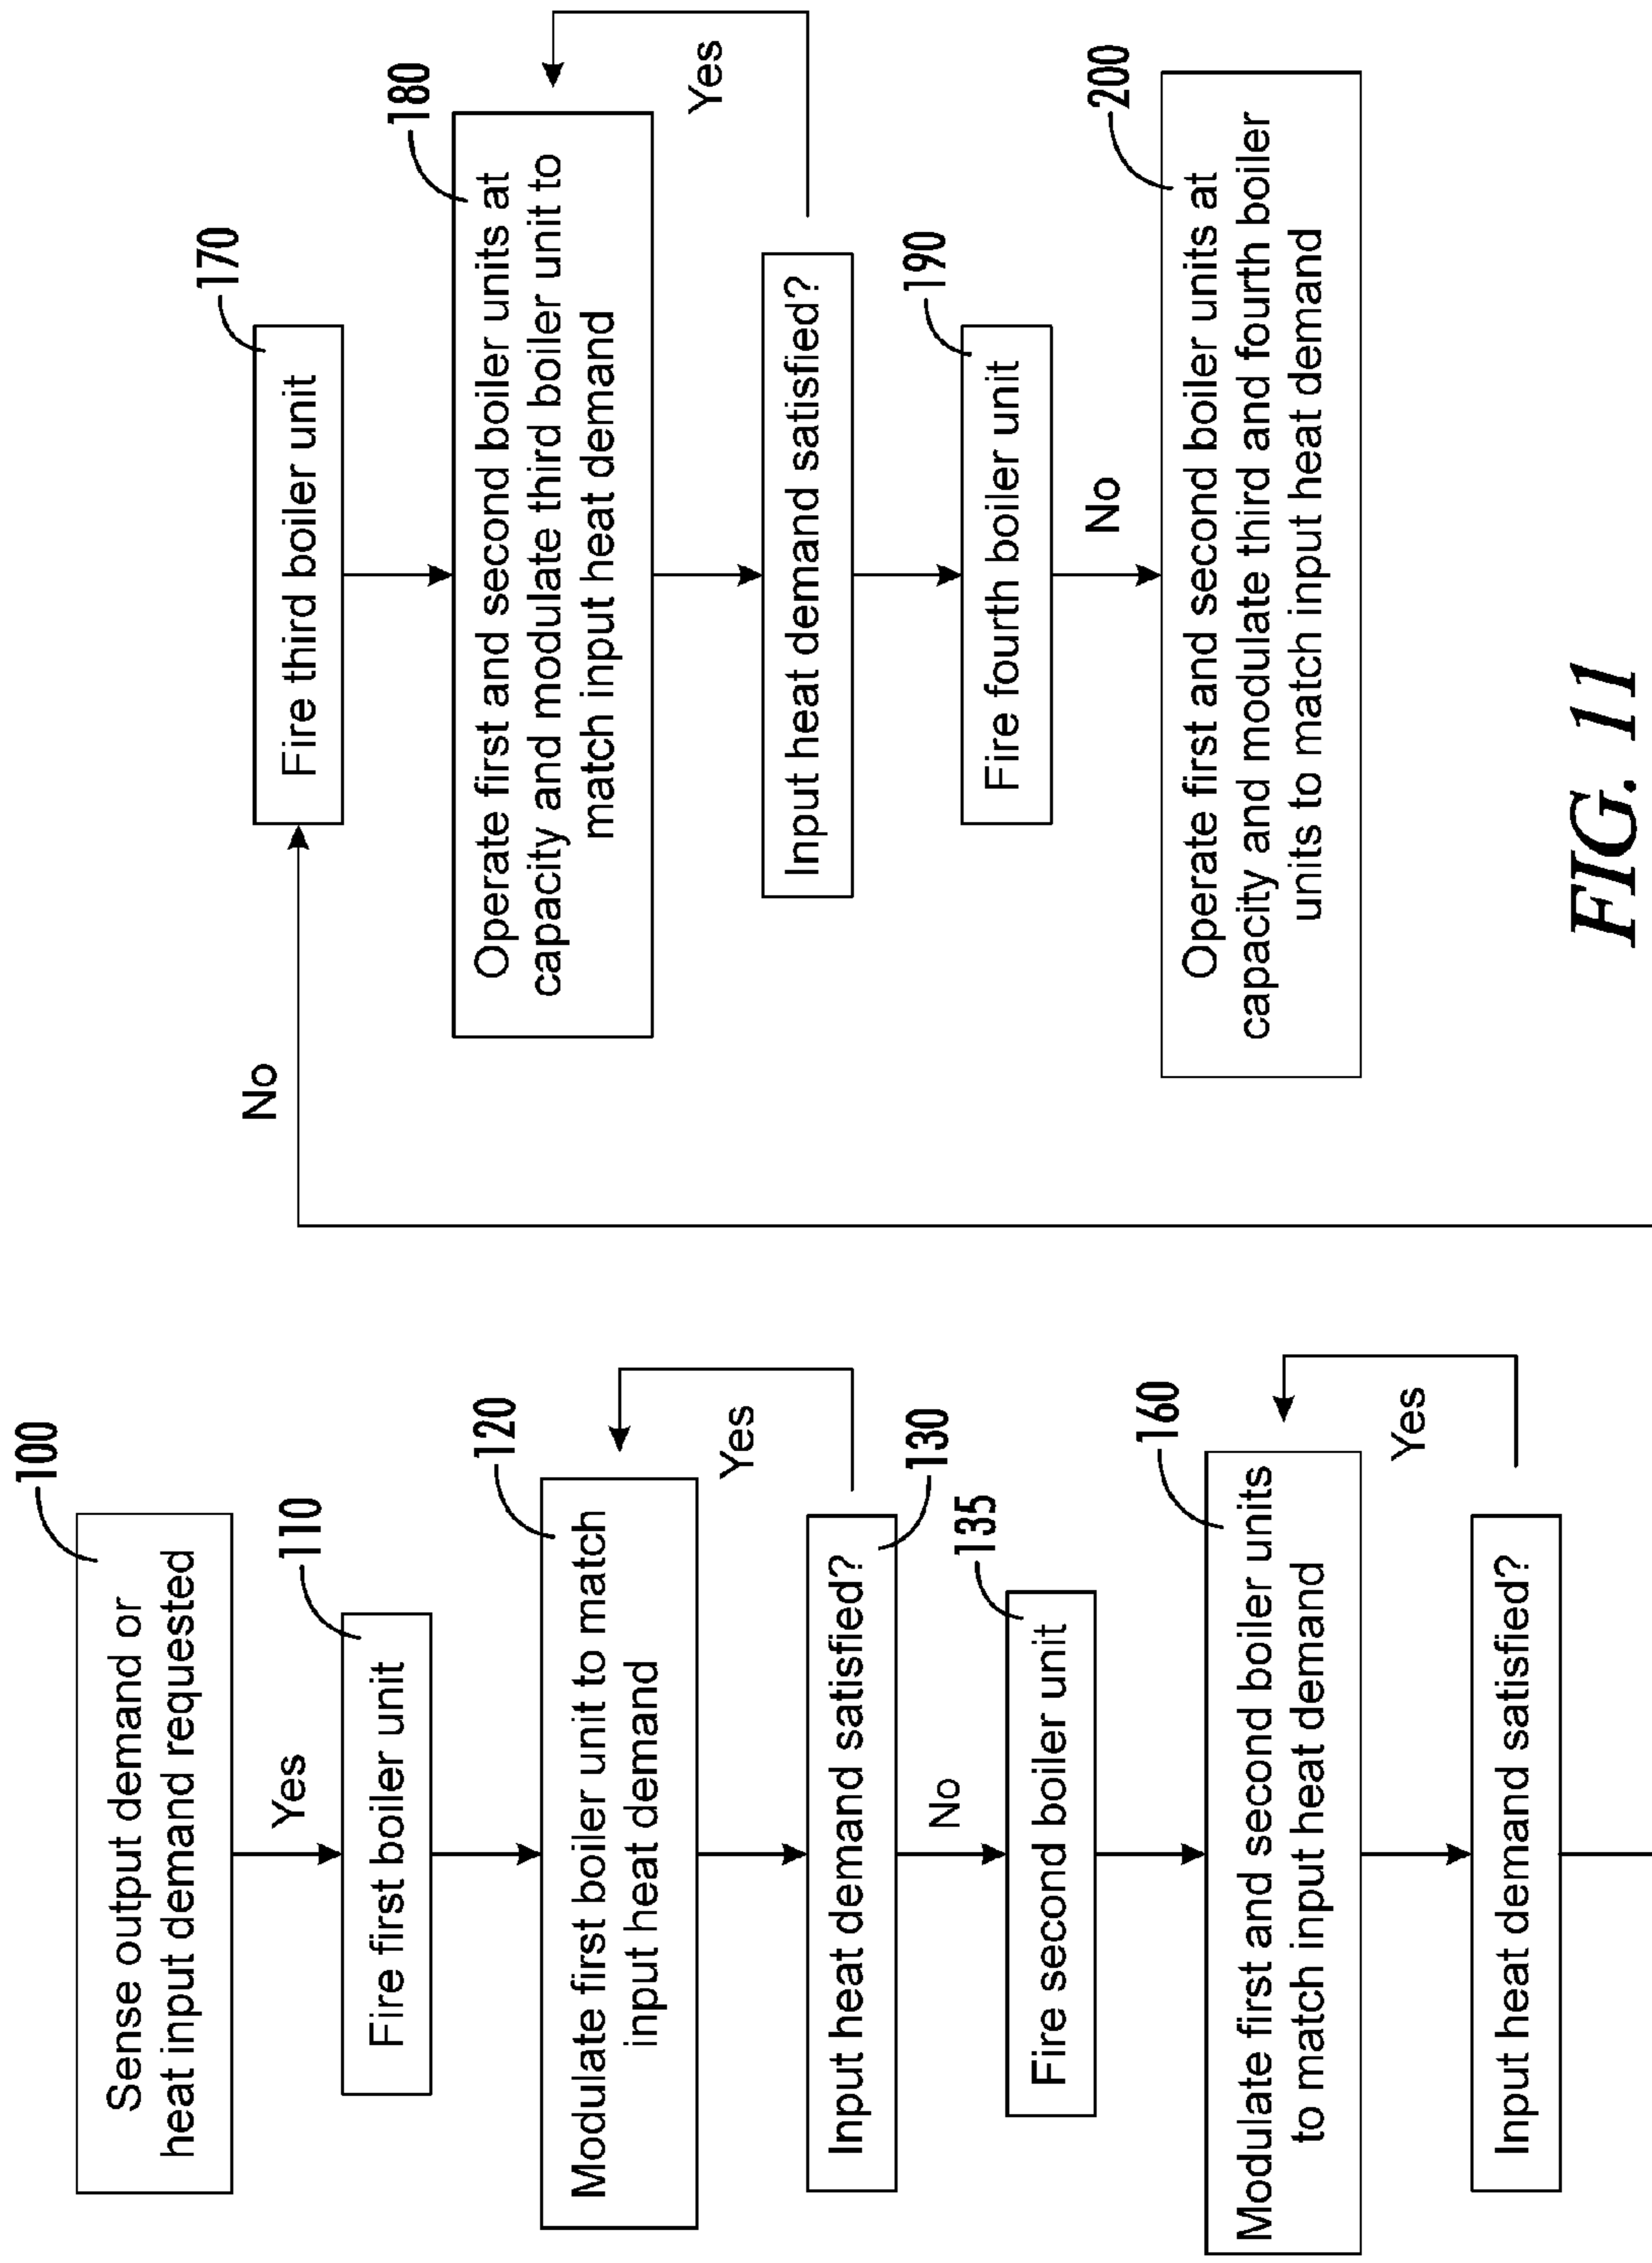 100
Sense output demand or
heat input demand requested
Yes
110
Fire first boiler unit
120
Modulate first boiler unit to match
input heat demand
Yes
130
Input heat demand satisfied?
No
135
Fire second boiler unit
160
Modulate first and second boiler units
to match input heat demand
Yes
Input heat demand satisfied?
No
170
Fire third boiler unit
180
Operate first and second boiler units at
capacity and modulate third boiler unit to
match input heat demand
Yes
Input heat demand satisfied?
190
Fire fourth boiler unit
No
200
Operate first and second boiler units at
capacity and modulate third and fourth boiler
units to match input heat demand
FIG. 11